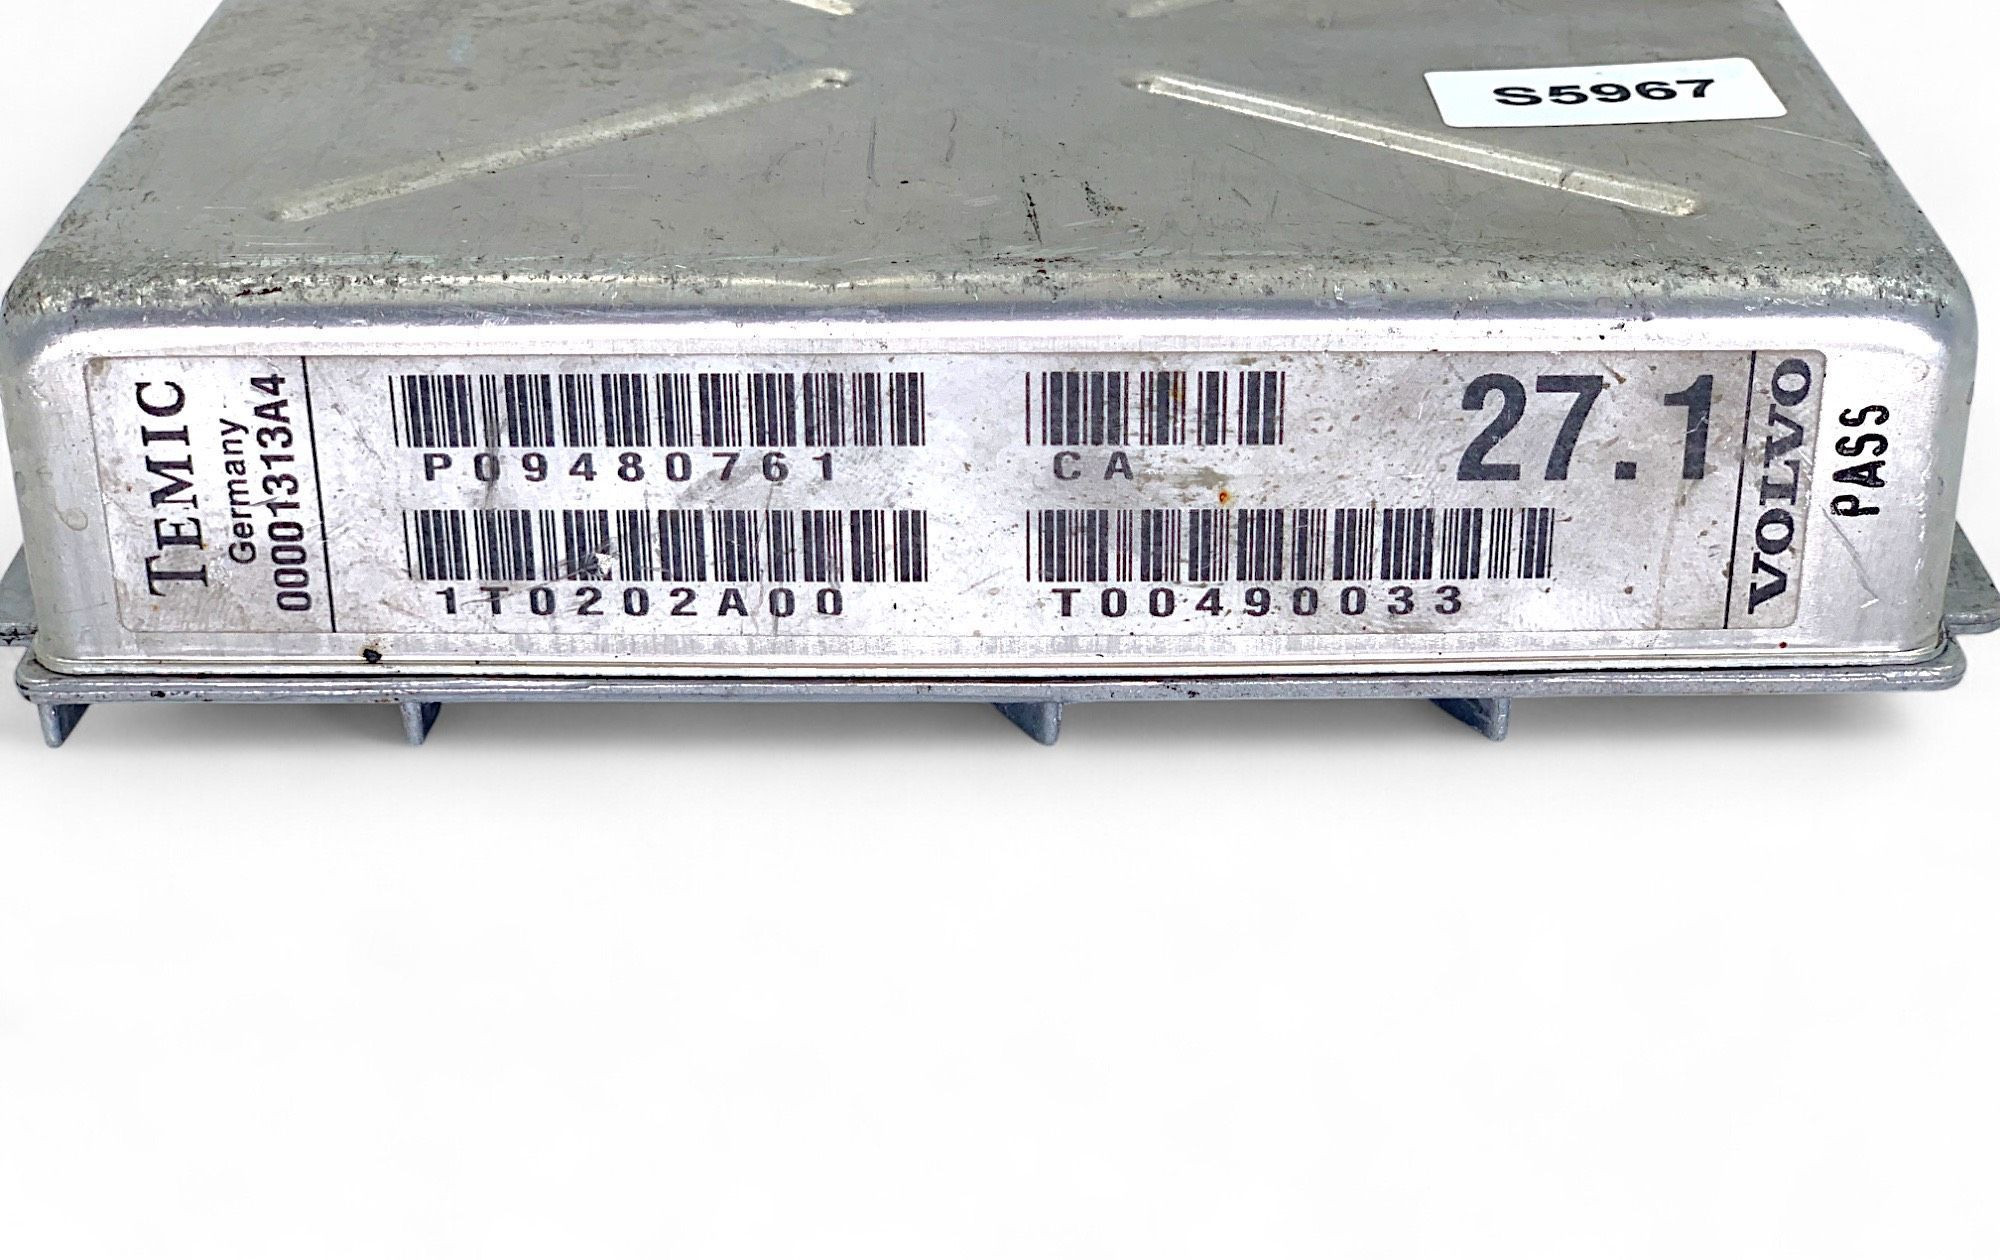 S5967
TEMIC
Germany
00001313A4
P09480761
CA
27.1
1T0202A00
T00490033
VOLVO
PASS